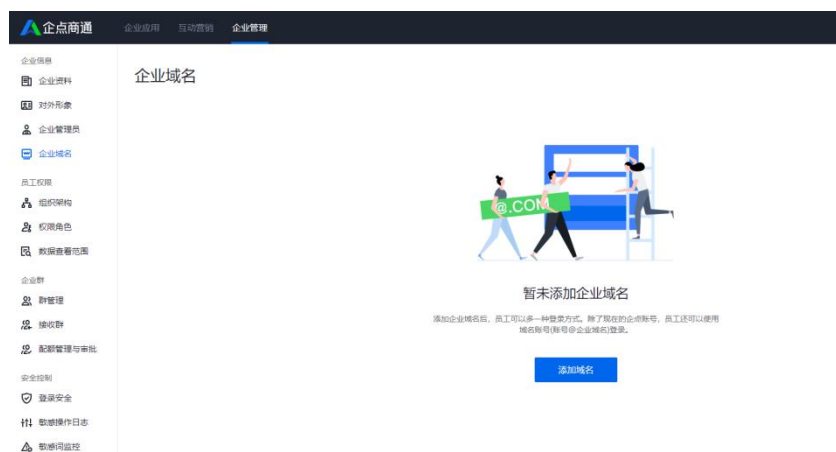 企点商通
企业应用 互动营销 企业管理
企业信息
企业资料
对外形象
企业管理员
企业域名
员工权限
组织架构
权限角色
数据查看范围
企业群
群管理
接收群
配额管理与审批
安全控制
登录安全
敏感操作日志
敏感词监控
企业域名
@.COM
暂未添加企业域名
添加企业域名后，员工可以多一种登录方式。除了现在的企点账号，员工还可以使用
域名账号(账号@企业域名)登录。
添加域名